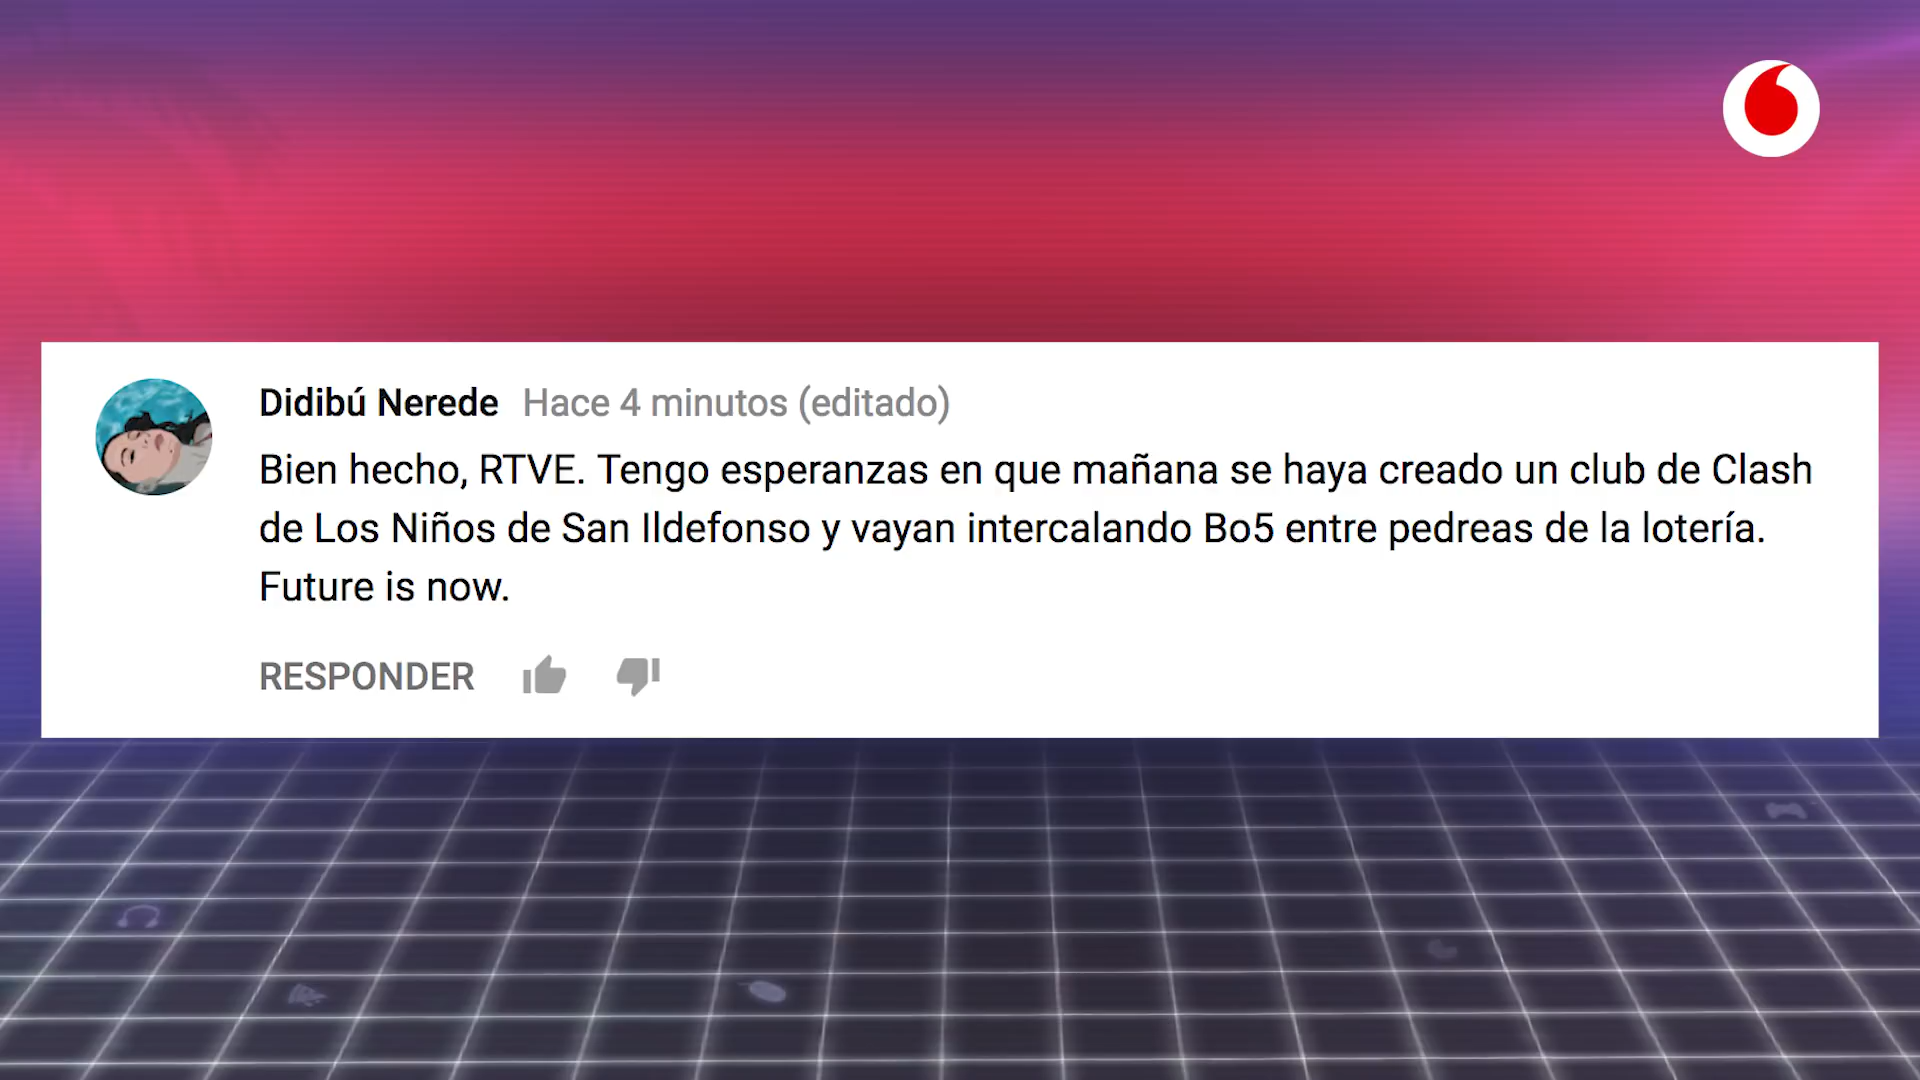 Didibú Nerede Hace 4 minutos (editado)
Bien hecho, RTVE. Tengo esperanzas en que mañana se haya creado un club de Clash
de Los Niños de San Ildefonso y vayan intercalando Bo5 entre pedreas de la lotería.
Future is now.
RESPONDER